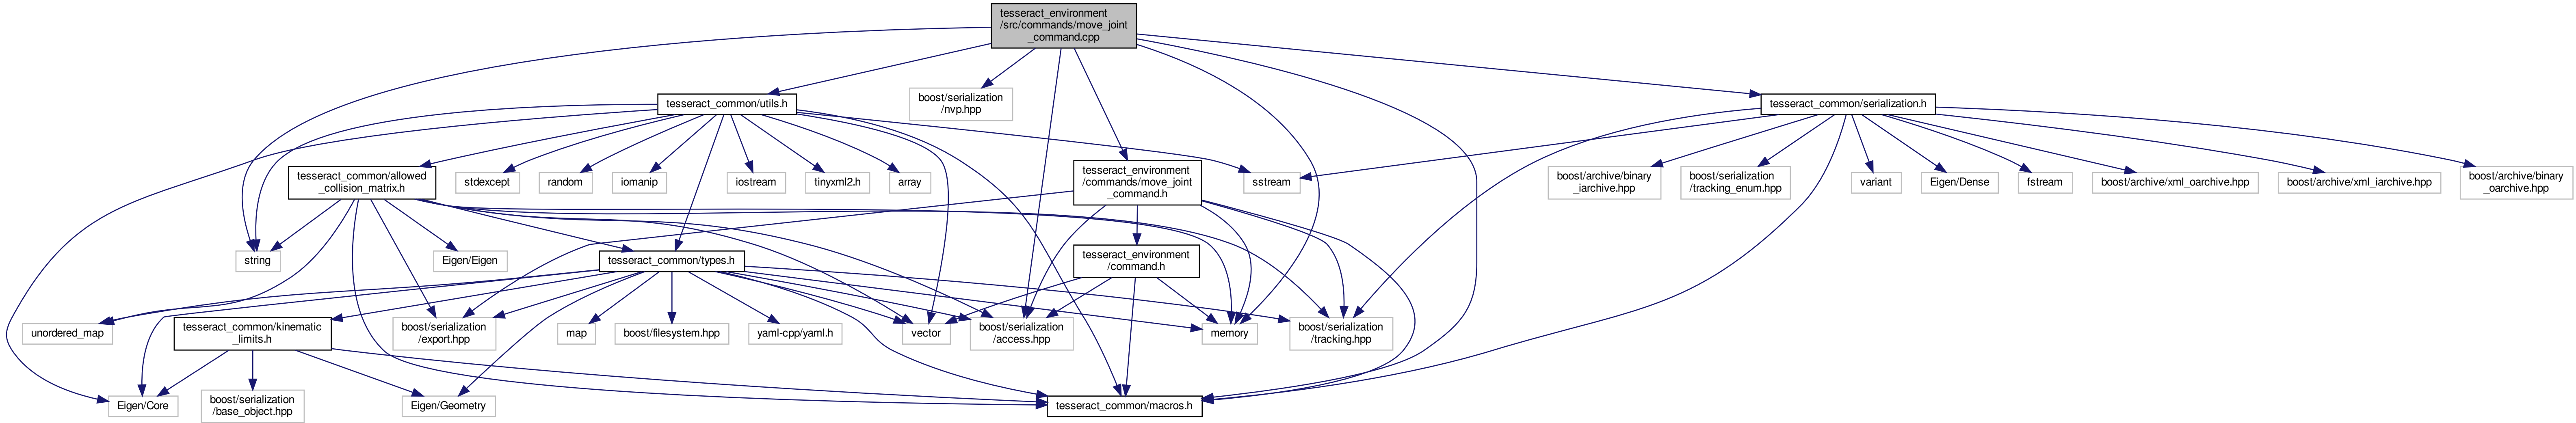 tesseract_environment
/src/commands/move_joint
_command.cpp
tesseract_common/utils.h
boost/serialization
/nvp.hpp
tesseract_common/serialization.h
tesseract_common/allowed
_collision_matrix.h
stdexcept
random
iomanip
iostream
tinyxml2.h
array
tesseract_environment
/commands/move_joint
_command.h
sstream
boost/archive/binary
_iarchive.hpp
boost/serialization
/tracking_enum.hpp
variant
Eigen/Dense
fstream
boost/archive/xml_oarchive.hpp
boost/archive/xml_iarchive.hpp
boost/archive/binary
_oarchive.hpp
string
Eigen/Eigen
tesseract_common/types.h
tesseract_environment
/command.h
unordered_map
tesseract_common/kinematic
_limits.h
boost/serialization
/export.hpp
map
boost/filesystem.hpp
yaml-cpp/yaml.h
vector
boost/serialization
/access.hpp
memory
boost/serialization
/tracking.hpp
Eigen/Core
boost/serialization
/base_object.hpp
Eigen/Geometry
tesseract_common/macros.h